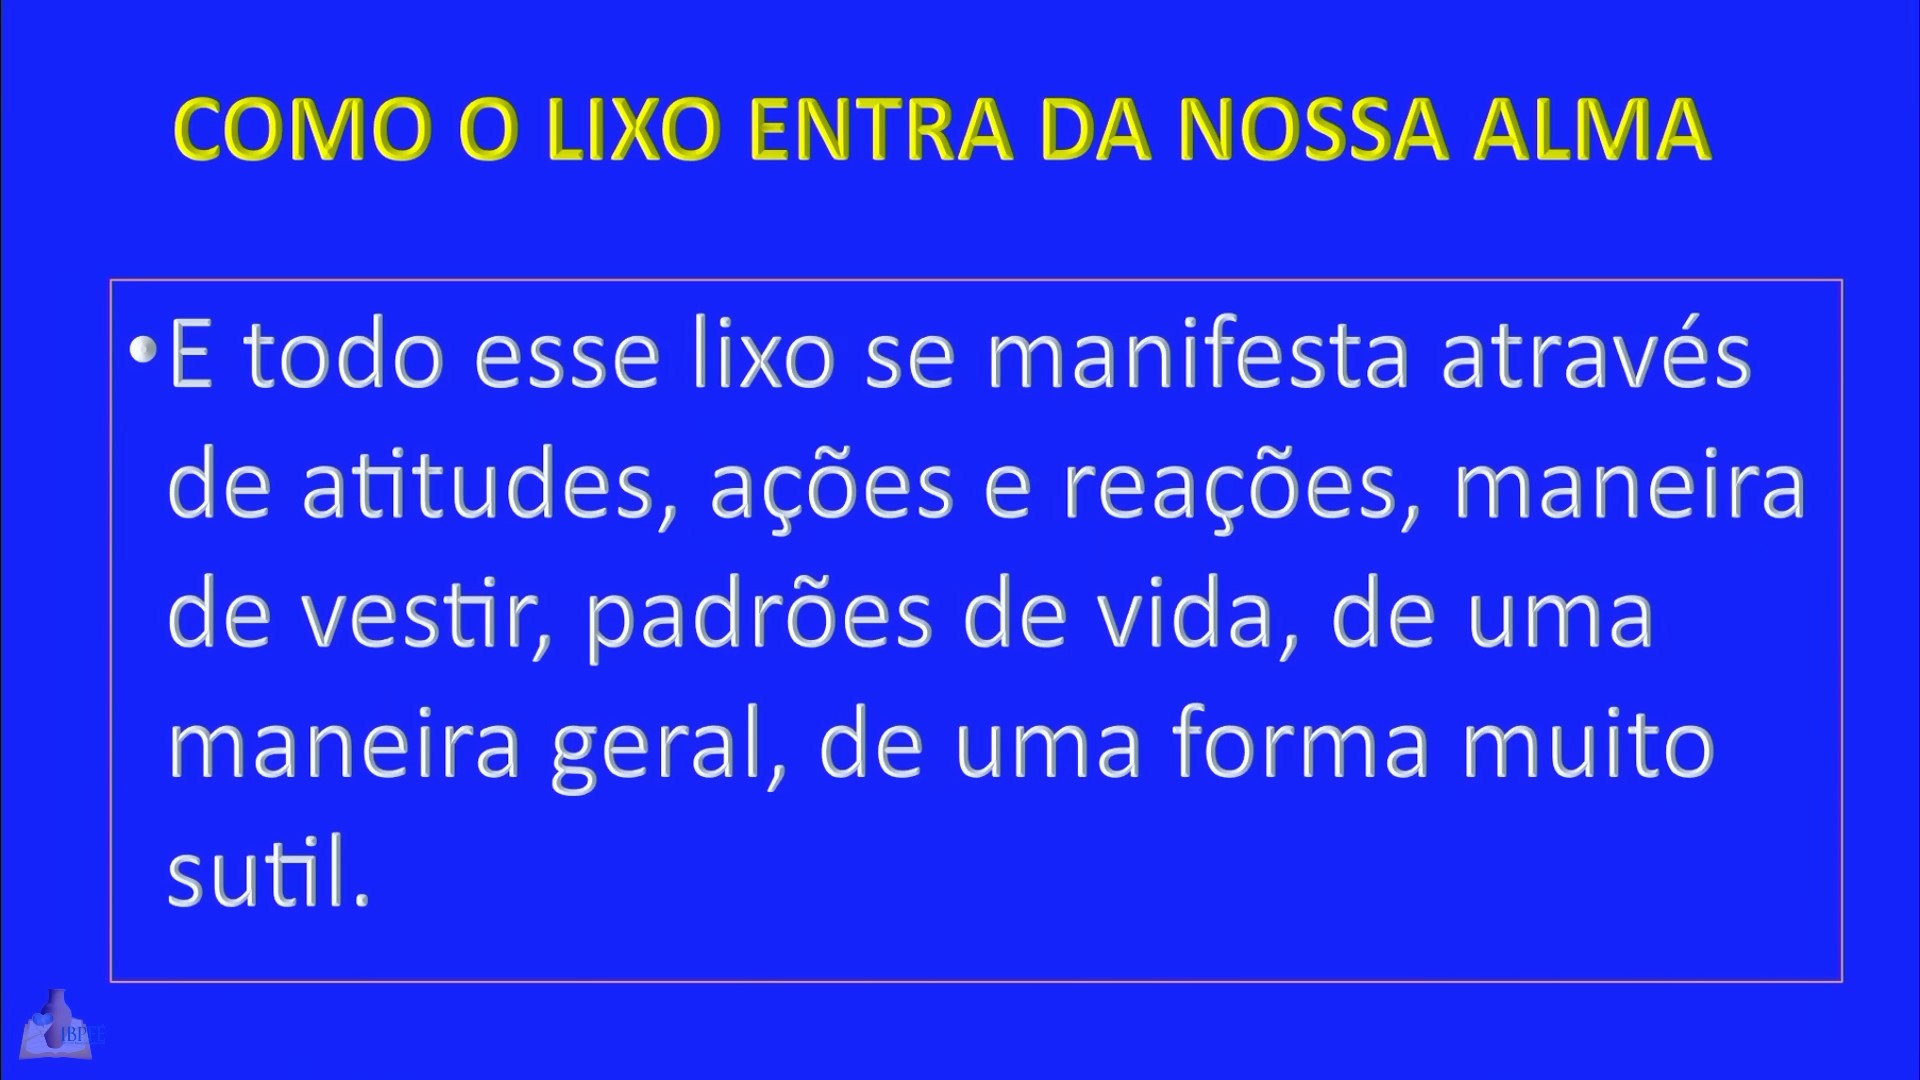 COMO O LIXO ENTRA DA NOSSA ALMA
•E todo esse lixo se manifesta através
de atitudes, ações e reações, maneira
de vestir, padrões de vida, de uma
maneira geral, de uma forma muito
sutil.